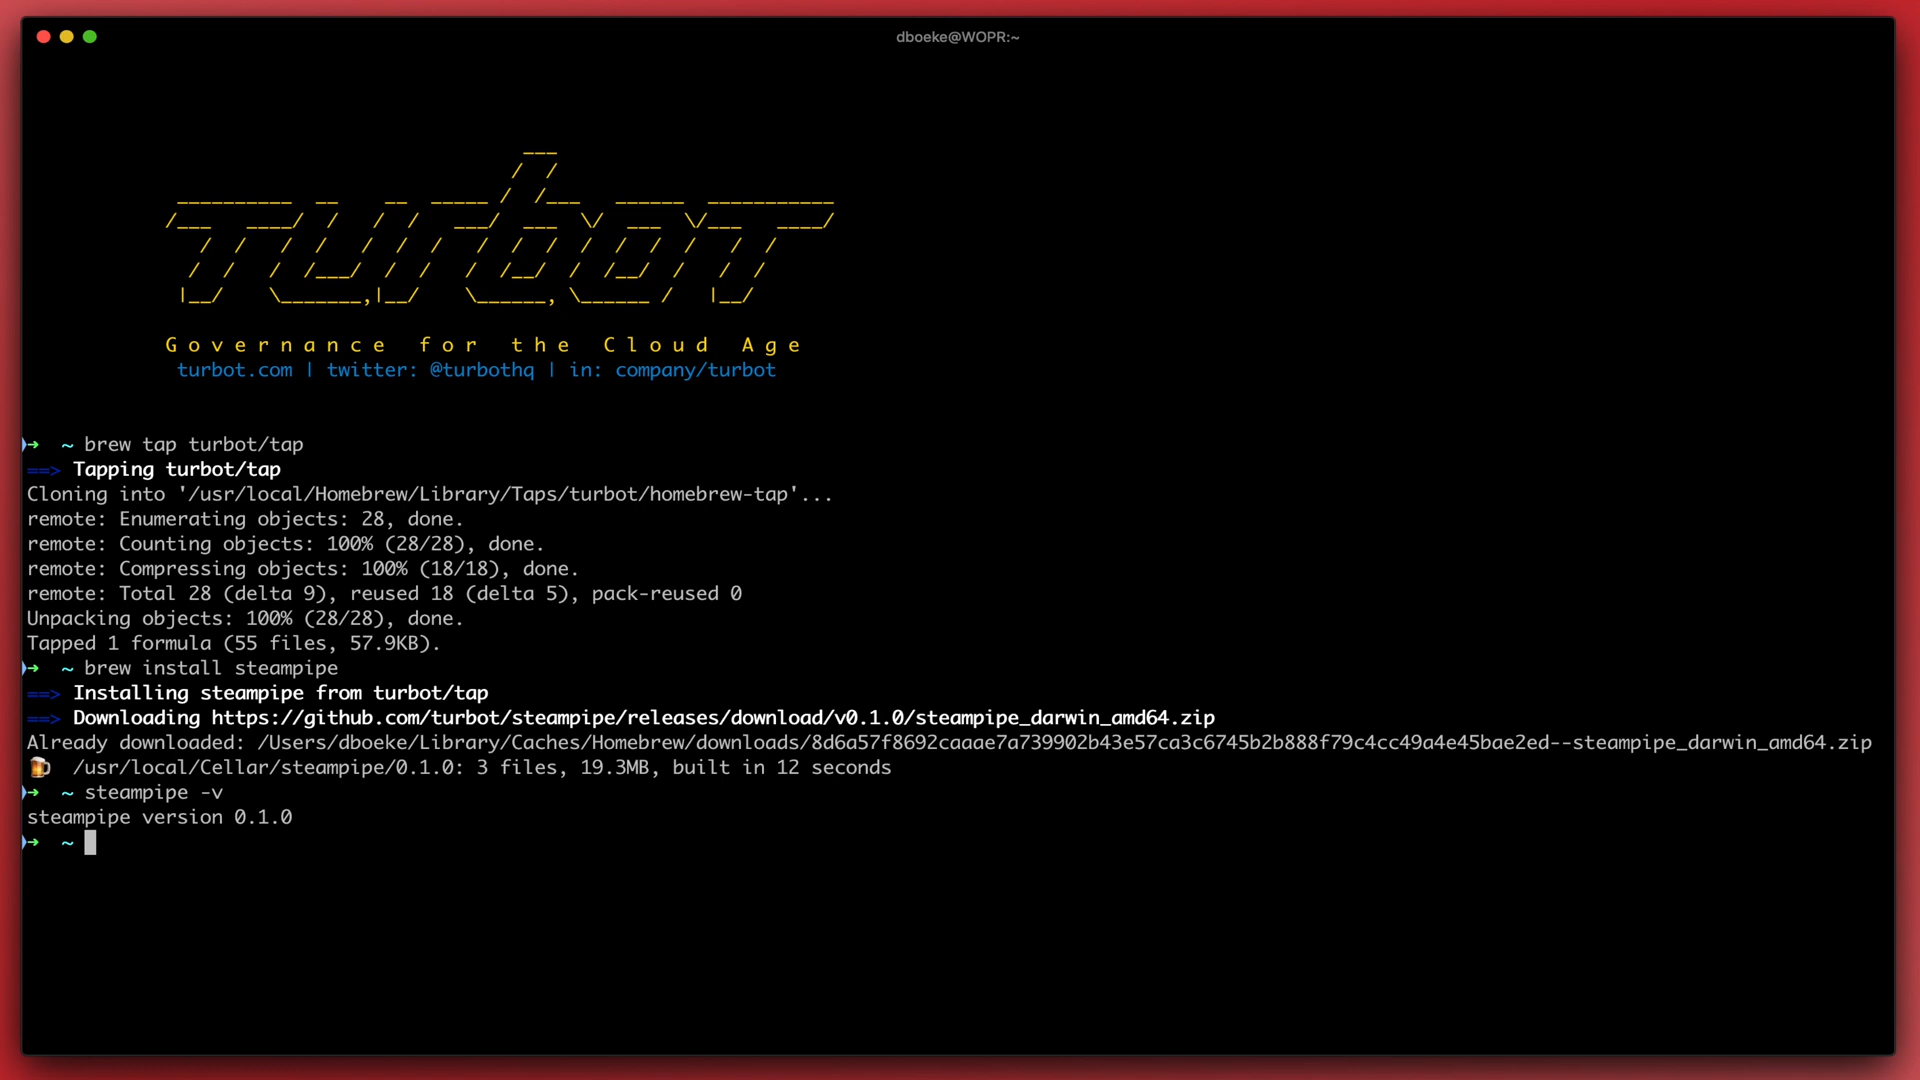 dboeke@WOPR:~
turbot
Governance for the Cloud Age
turbot.com | twitter: @turbothq | in: company/turbot
➜ ~ brew tap turbot/tap
==> Tapping turbot/tap
Cloning into '/usr/local/Homebrew/Library/Taps/turbot/homebrew-tap'...
remote: Enumerating objects: 28, done.
remote: Counting objects: 100% (28/28), done.
remote: Compressing objects: 100% (18/18), done.
remote: Total 28 (delta 9), reused 18 (delta 5), pack-reused 0
Unpacking objects: 100% (28/28), done.
Tapped 1 formula (55 files, 57.9KB).
➜ ~ brew install steampipe
==> Installing steampipe from turbot/tap
==> Downloading https://github.com/turbot/steampipe/releases/download/v0.1.0/steampipe_darwin_amd64.zip
Already downloaded: /Users/dboeke/Library/Caches/Homebrew/downloads/8d6a57f8692caaae7a739902b43e57ca3c6745b2b888f79c4cc49a4e45bae2ed--steampipe_darwin_amd64.zip
🍺 /usr/local/Cellar/steampipe/0.1.0: 3 files, 19.3MB, built in 12 seconds
➜ ~ steampipe -v
steampipe version 0.1.0
➜ ~